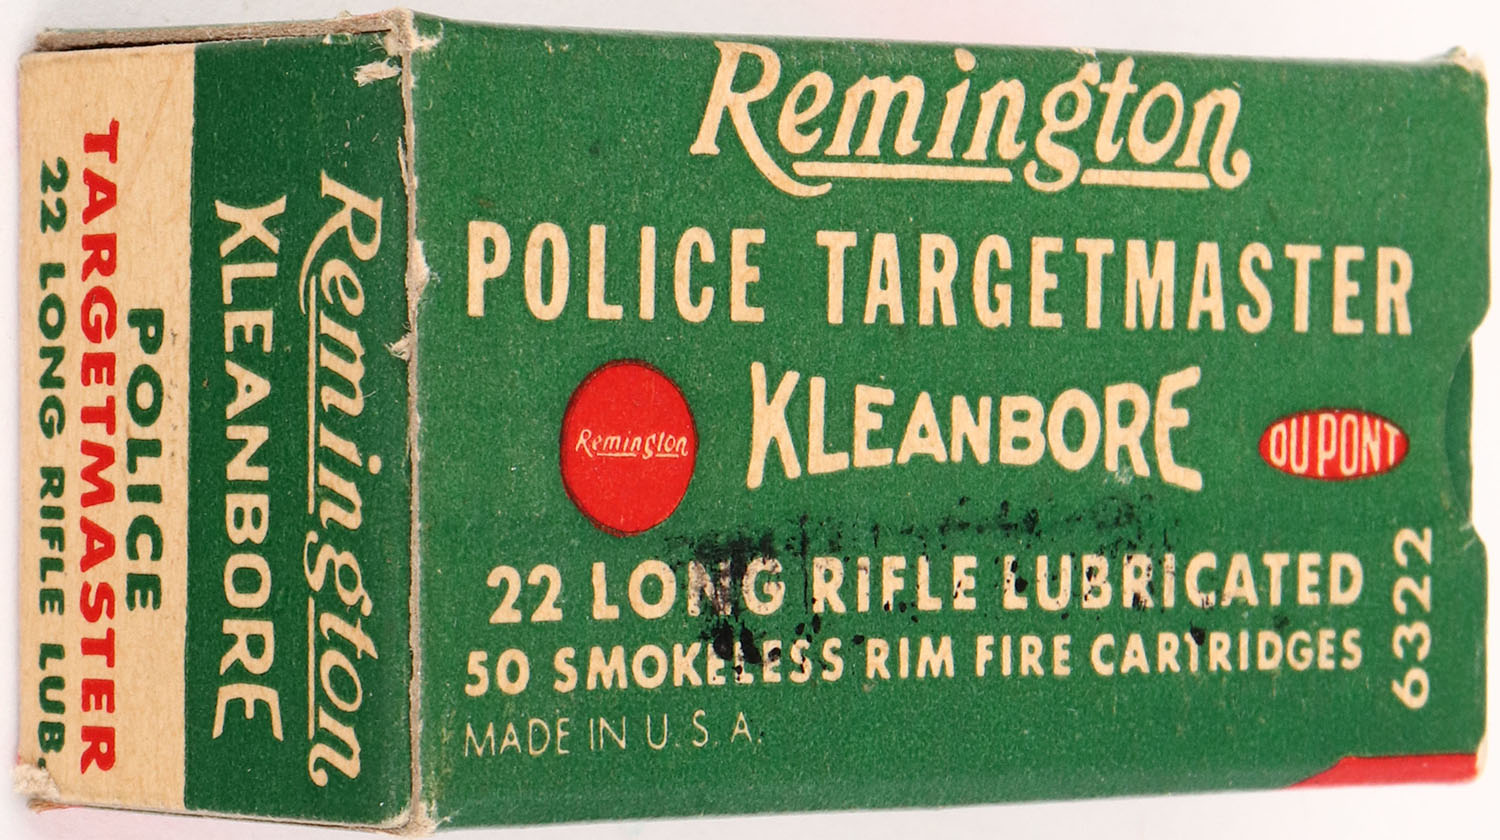 Remington
POLICE TARGETMASTER
Remington
KLEANBORE
DU PONT
22 LONG RIFLE LUBRICATED
50 SMOKELESS RIM FIRE CARTRIDGES
MADE IN U.S.A.
6322
Remington
KLEANBORE
POLICE
TARGETMASTER
22 LONG RIFLE LUB.